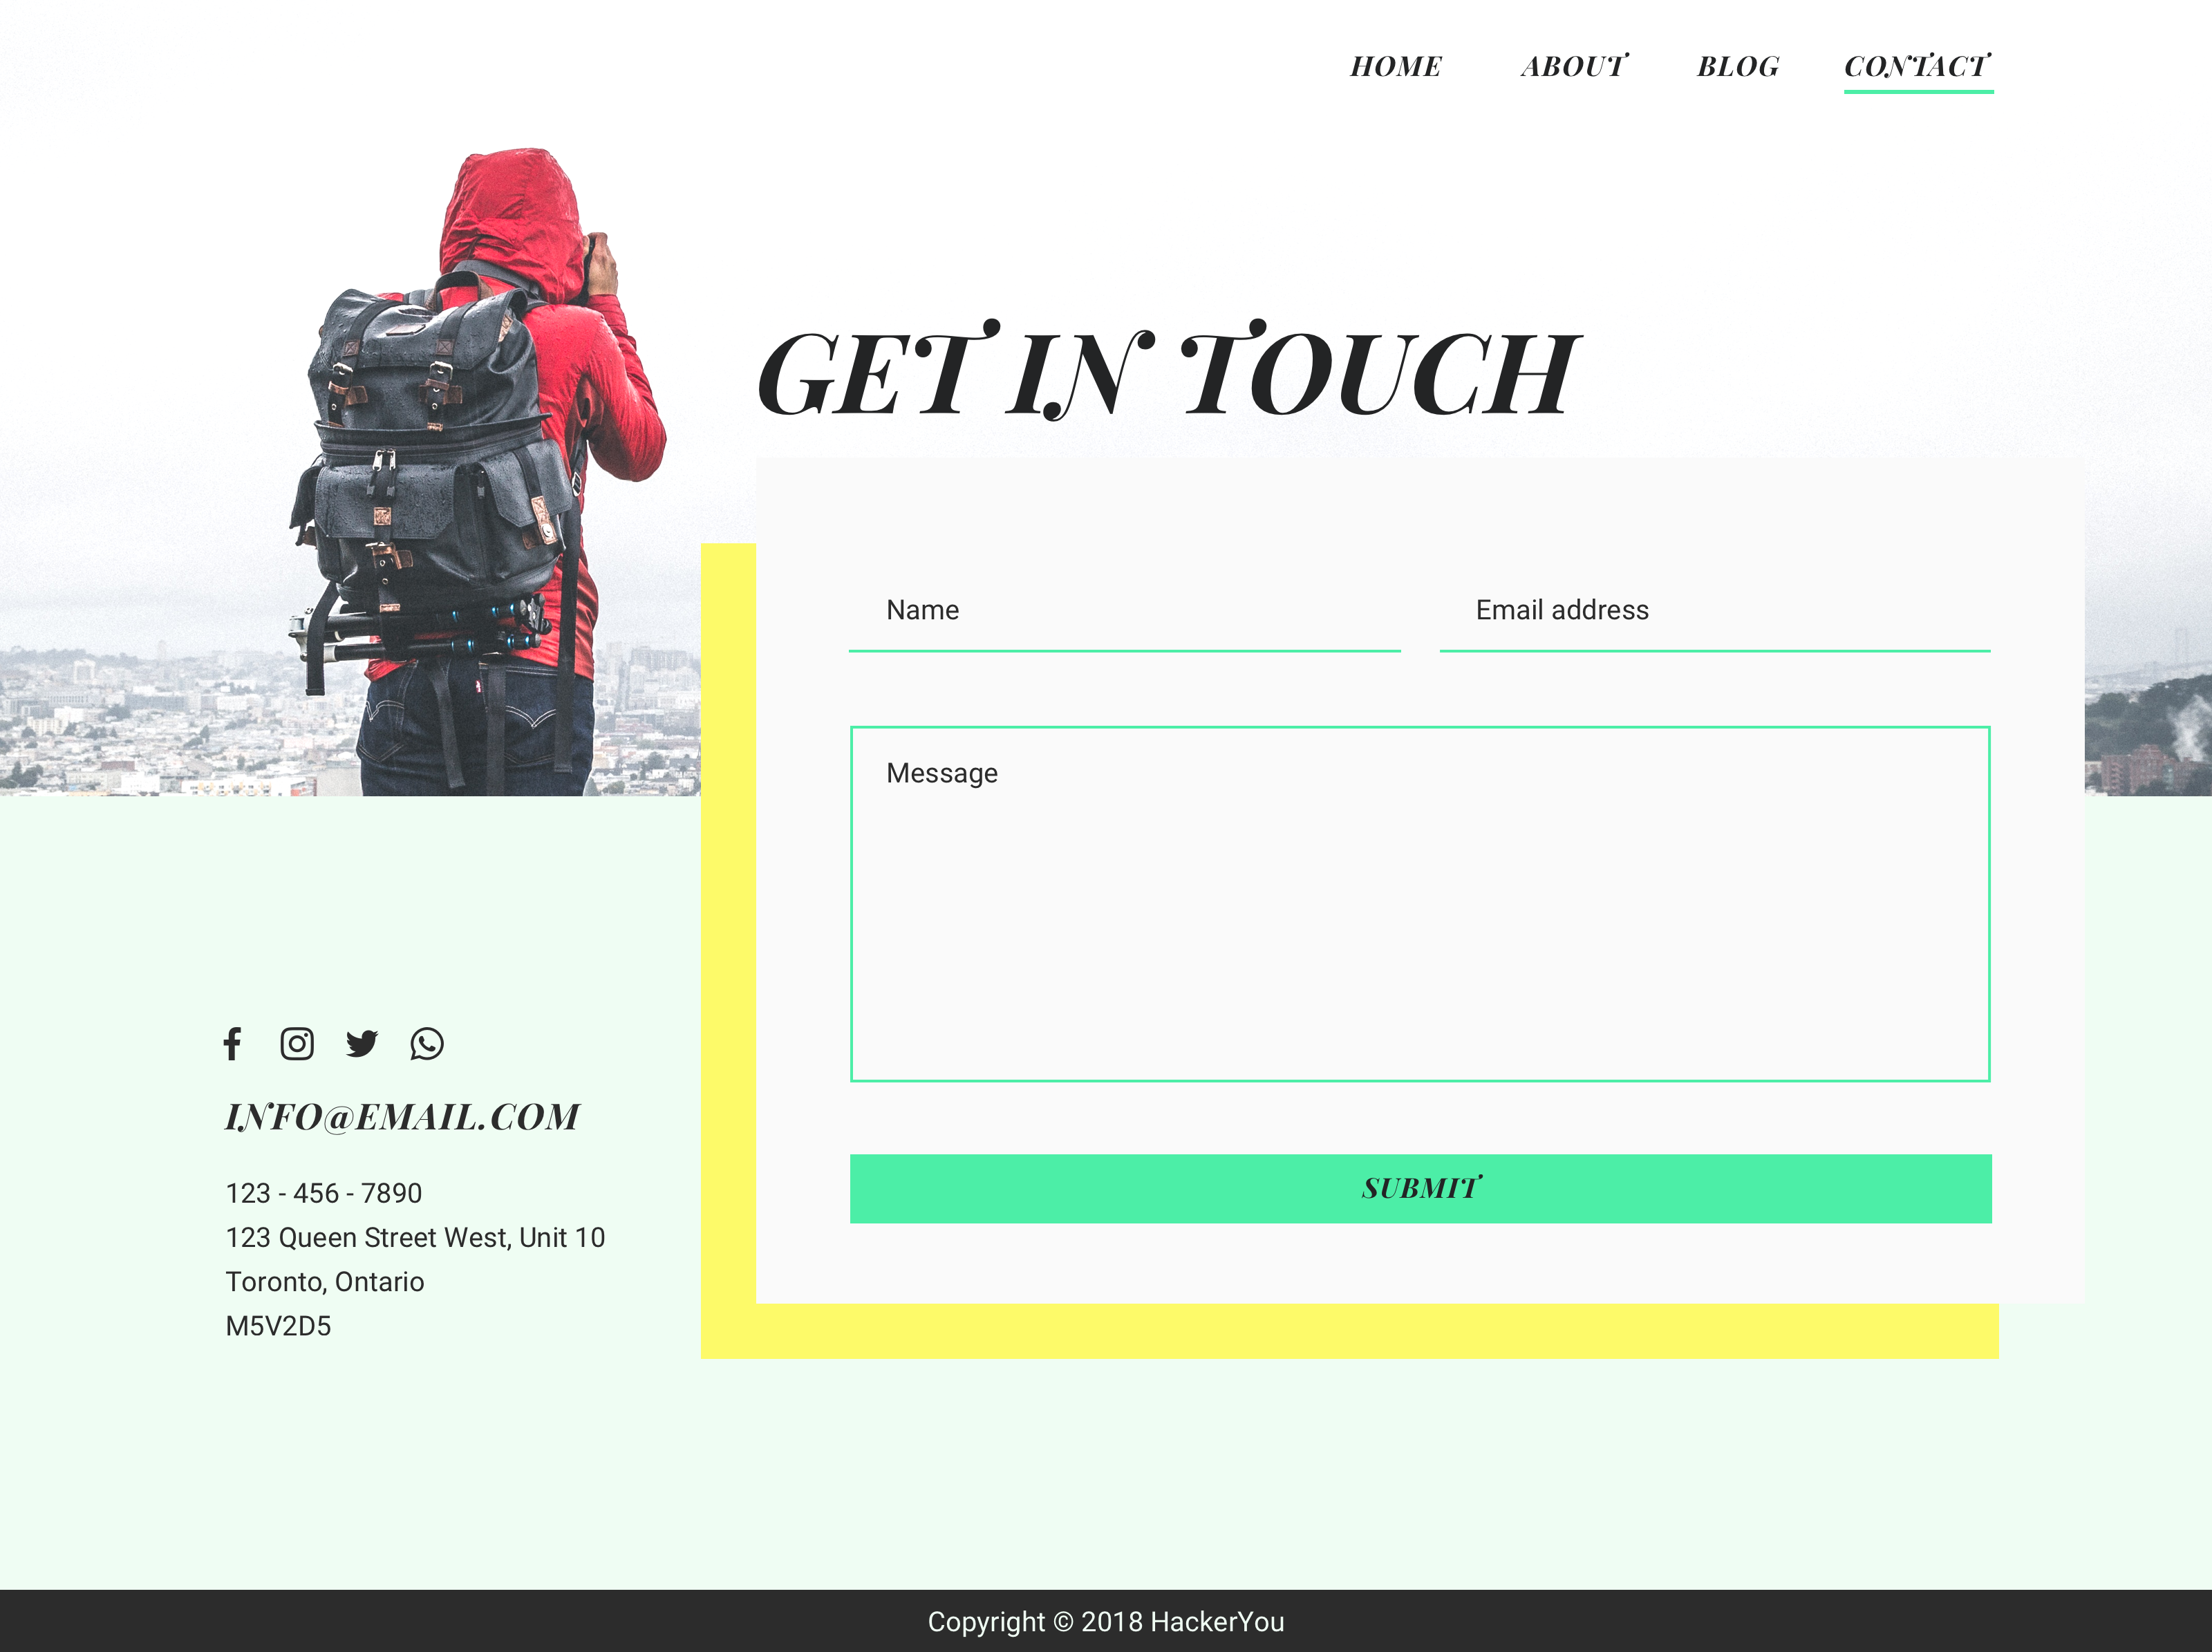 HOME ABOUT BLOG CONTACT
GET IN TOUCH
Name Email address
Message
SUBMIT
INFO@EMAIL.COM
123 - 456 - 7890
123 Queen Street West, Unit 10
Toronto, Ontario
M5V2D5
Copyright © 2018 HackerYou